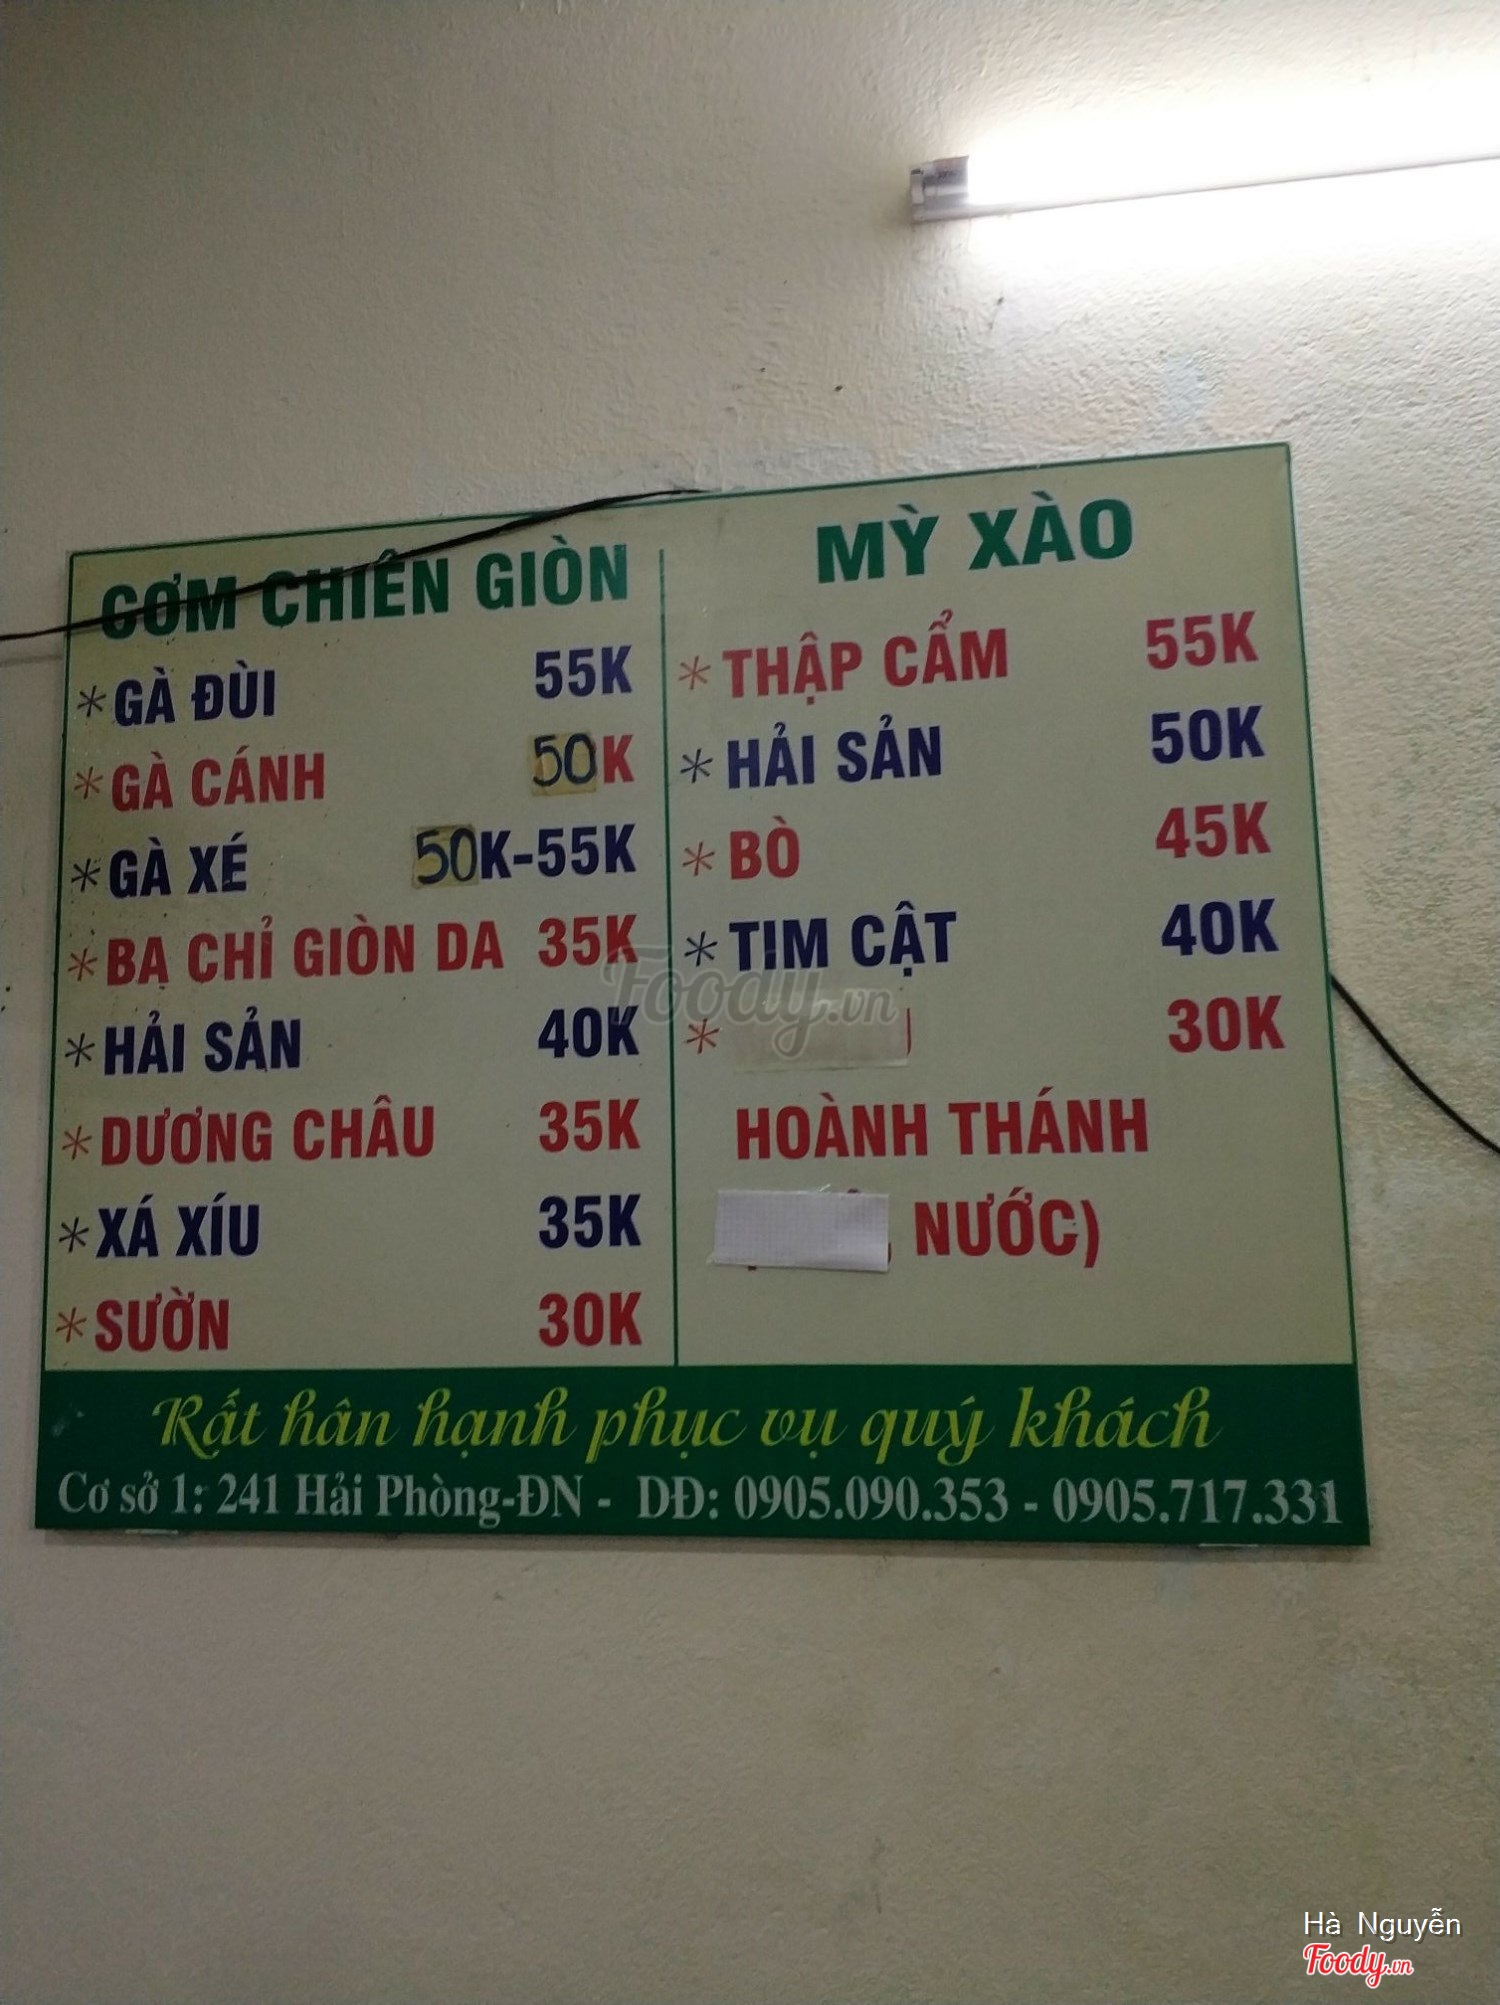 CƠM CHIÊN GIÒN
* GÀ ĐÙI 55K
* GÀ CÁNH 50K
* GÀ XÉ 50K-55K
* BA CHỈ GIÒN DA 35K
* HẢI SẢN 40K
* DƯƠNG CHÂU 35K
* XÁ XÍU 35K
* SƯỜN 30K
MỲ XÀO
* THẬP CẨM 55K
* HẢI SẢN 50K
* BÒ 45K
* TIM CẬT 40K
* 30K
HOÀNH THÁNH
NƯỚC)
Rất hân hạnh phục vụ quý khách
Cơ sở 1: 241 Hải Phòng-ĐN - DĐ: 0905.090.353 - 0905.717.331
Foody.vn
Hà Nguyễn
Foody.vn